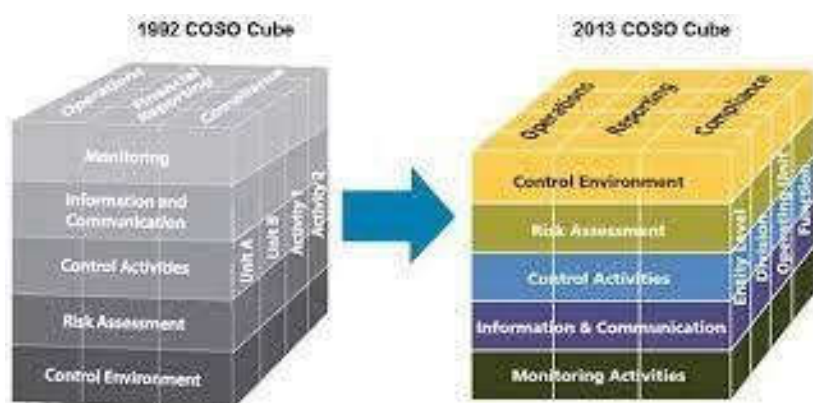 1992 COSO Cube
Operations
Financial
Reporting
Compliance
Monitoring
Information and
Communication
Control Activities
Risk Assessment
Control Environment
Unit A
Unit B
Activity 1
Activity 2
2013 COSO Cube
Operations
Reporting
Compliance
Control Environment
Risk Assessment
Control Activities
Information & Communication
Monitoring Activities
Entity Level
Division
Operating Unit
Function